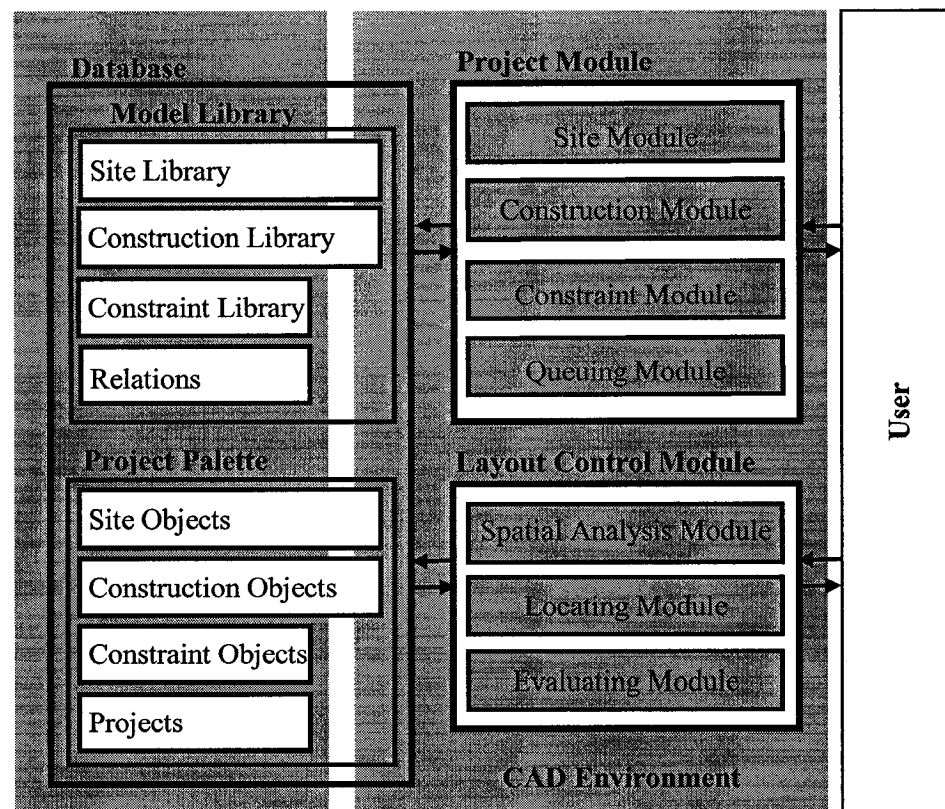 Database
Model Library
Site Library
Construction Library
Constraint Library
Relations
Project Palette
Site Objects
Construction Objects
Constraint Objects
Projects
Project Module
Site Module
Construction Module
Constraint Module
Queuing Module
Layout Control Module
Spatial Analysis Module
Locating Module
Evaluating Module
CAD Environment
User